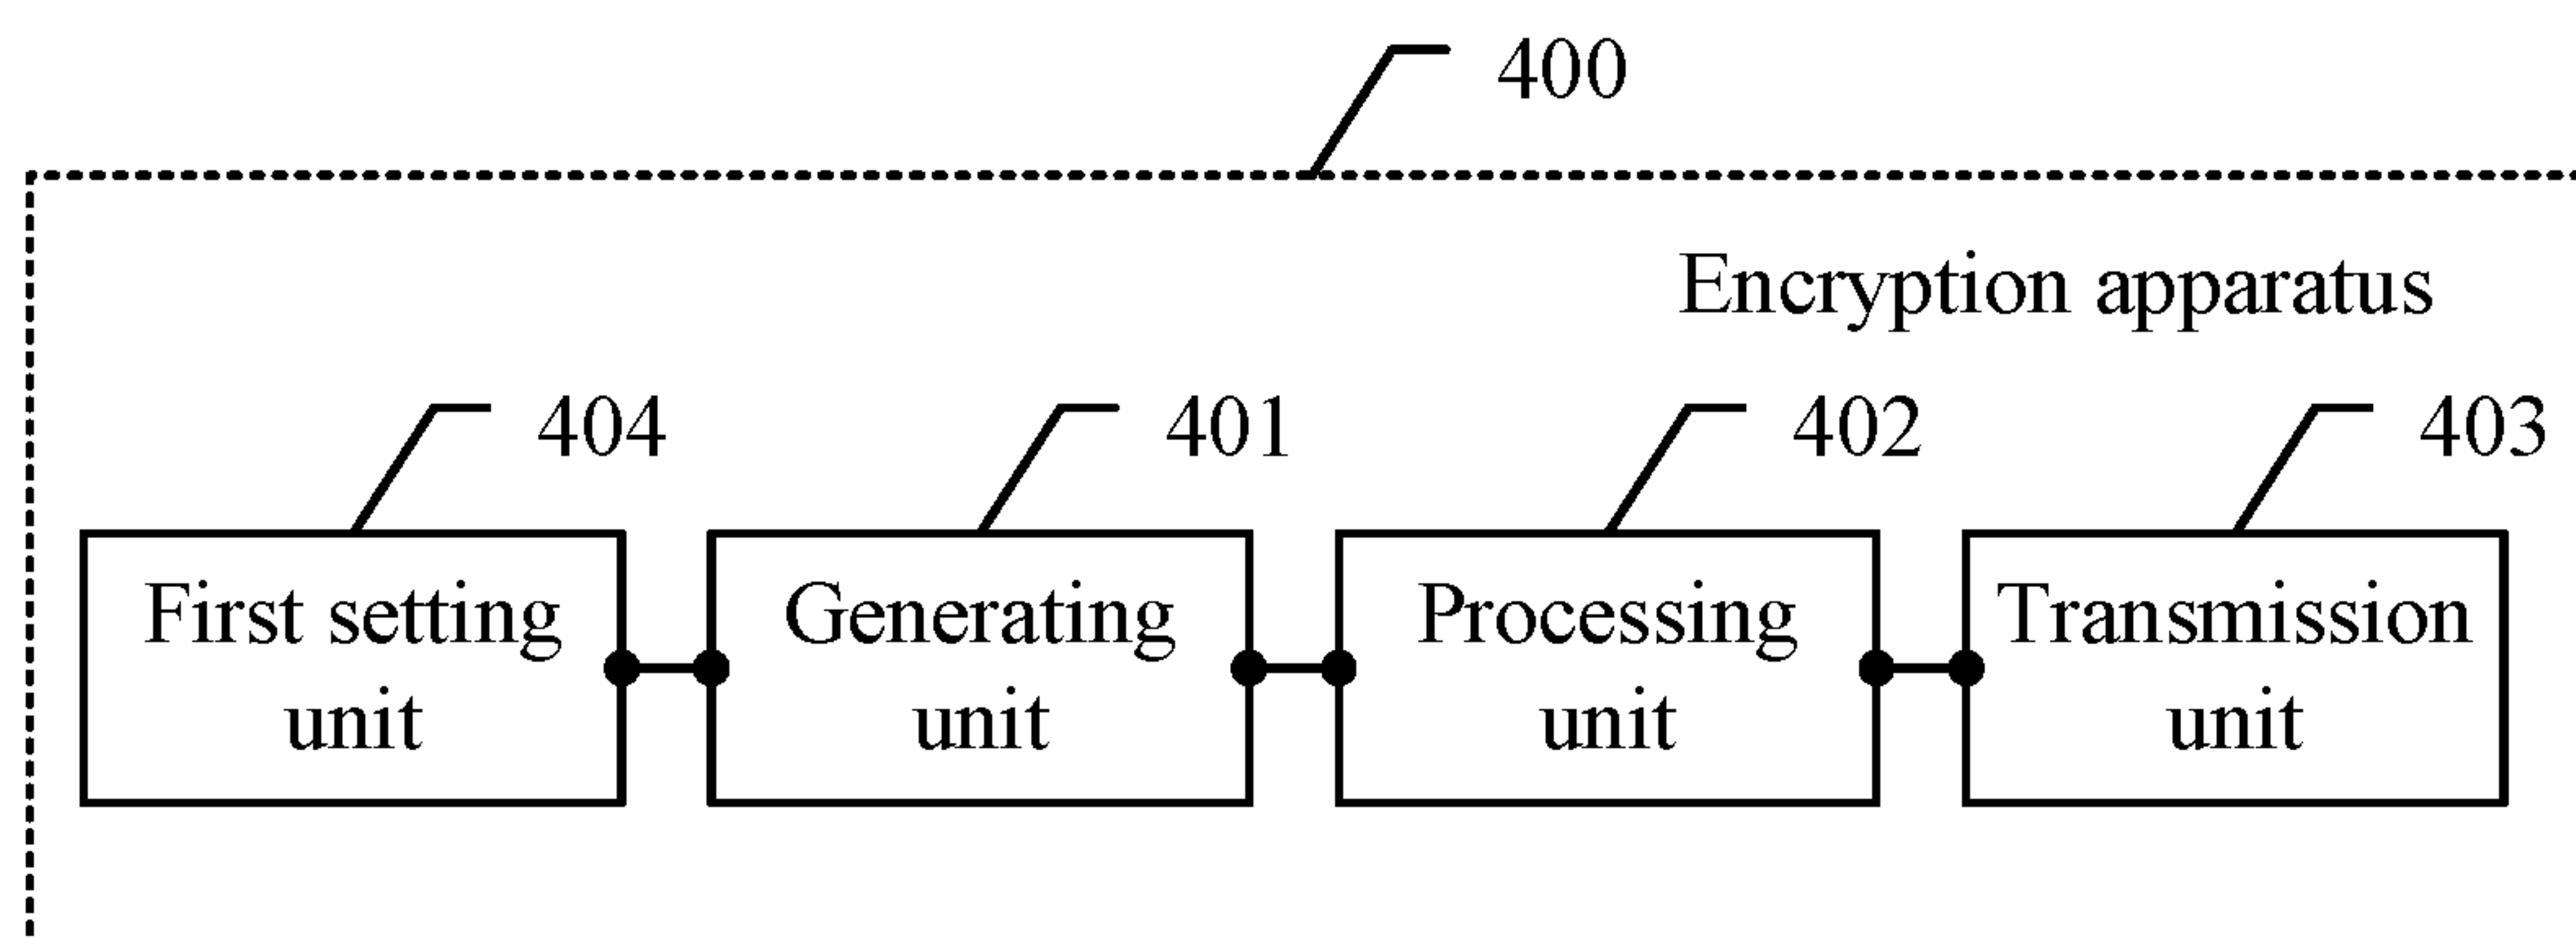 400
Encryption apparatus
404
401
402
403
First setting
unit
Generating
unit
Processing
unit
Transmission
unit